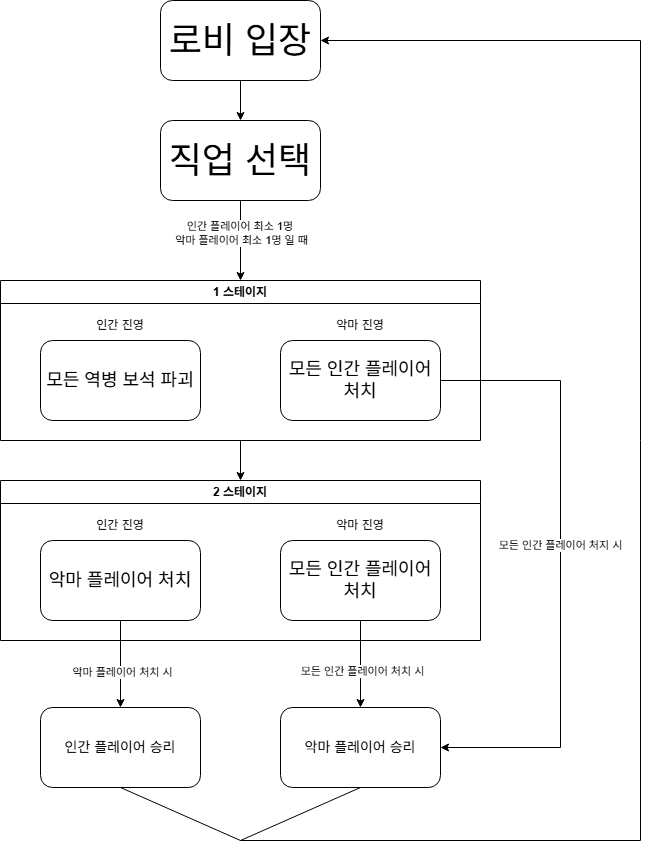 로비 입장
직업 선택
인간 플레이어 최소 1명
악마 플레이어 최소 1명 일 때
1 스테이지
인간 진영
악마 진영
모든 역병 보석 파괴
모든 인간 플레이어
처치
2 스테이지
인간 진영
악마 진영
악마 플레이어 처치
모든 인간 플레이어
처치
모든 인간 플레이어 처지 시
악마 플레이어 처치 시
모든 인간 플레이어 처치 시
인간 플레이어 승리
악마 플레이어 승리